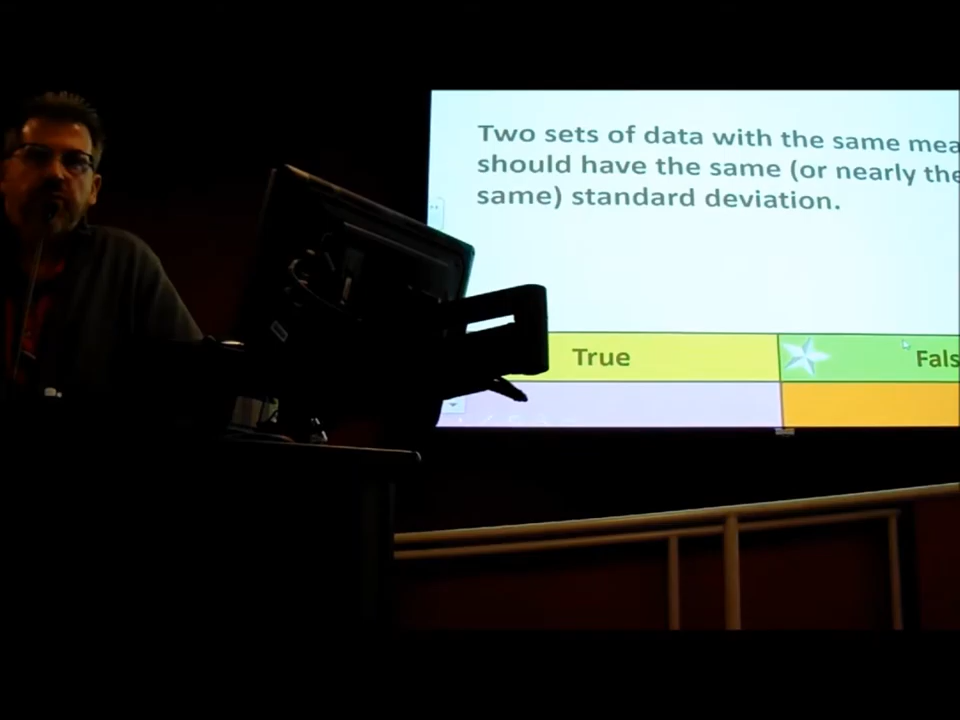 Two sets of data with the same mea
should have the same (or nearly the
same) standard deviation.
True
Fals